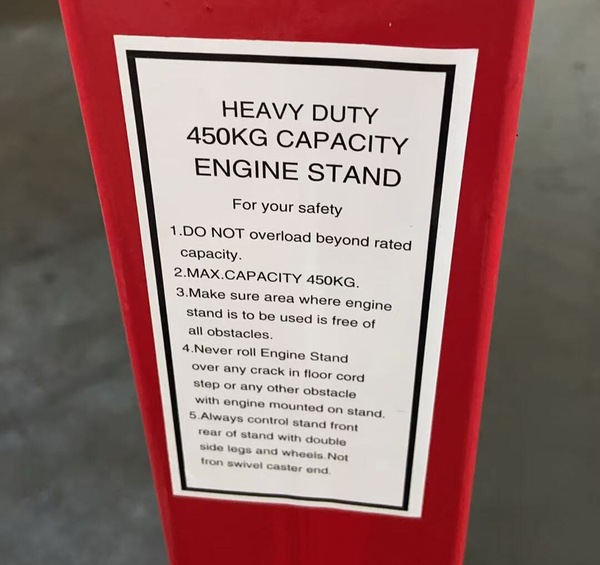 HEAVY DUTY
450KG CAPACITY
ENGINE STAND
For your safety
1.DO NOT overload beyond rated
capacity.
2.MAX.CAPACITY 450KG.
3.Make sure area where engine
stand is to be used is free of
all obstacles.
4.Never roll Engine Stand
over any crack in floor cord
step or any other obstacle
with engine mounted on stand.
5.Always control stand front
rear of stand with double
side legs and wheels.Not
fron swivel caster end.